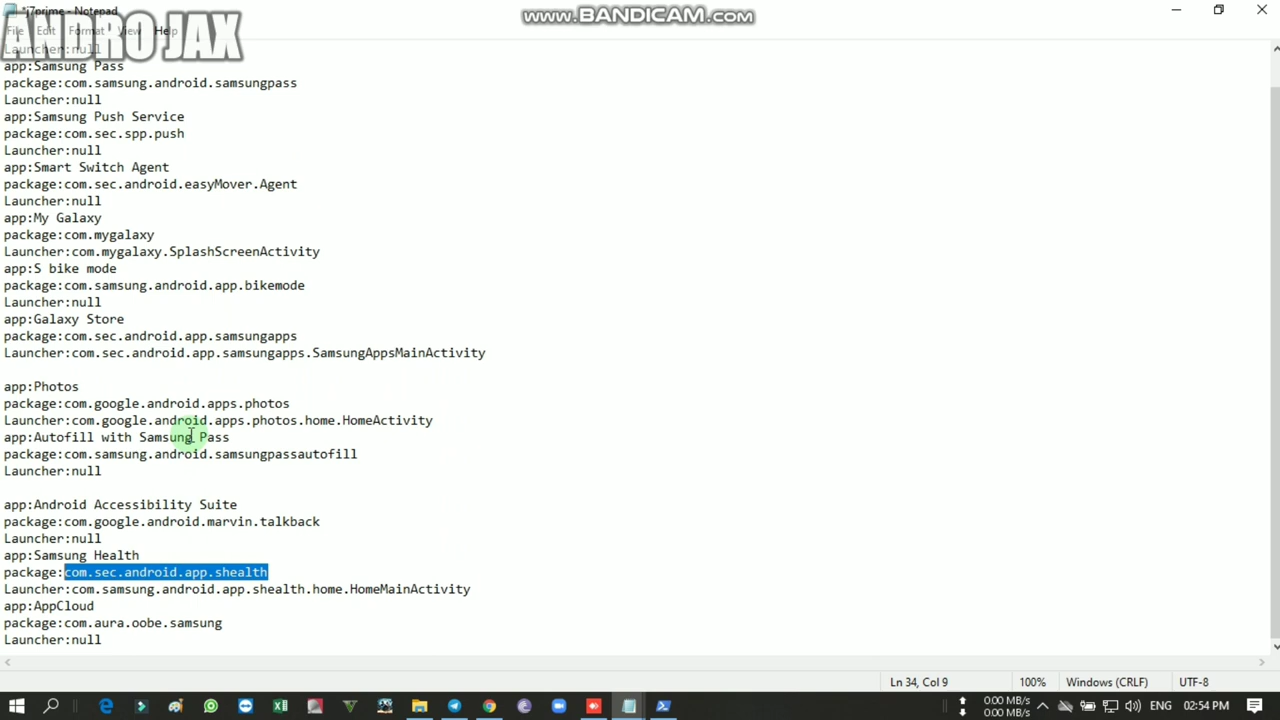 *j7prime - Notepad
www.BANDICAM.com
ANDRO JAX
File Edit Format View Help
Launcher:null
app:Samsung Pass
package:com.samsung.android.samsungpass
Launcher:null
app:Samsung Push Service
package:com.sec.spp.push
Launcher:null
app:Smart Switch Agent
package:com.sec.android.easyMover.Agent
Launcher:null
app:My Galaxy
package:com.mygalaxy
Launcher:com.mygalaxy.SplashScreenActivity
app:S bike mode
package:com.samsung.android.app.bikemode
Launcher:null
app:Galaxy Store
package:com.sec.android.app.samsungapps
Launcher:com.sec.android.app.samsungapps.SamsungAppsMainActivity
app:Photos
package:com.google.android.apps.photos
Launcher:com.google.android.apps.photos.home.HomeActivity
app:Autofill with Samsung Pass
package:com.samsung.android.samsungpassautofill
Launcher:null
app:Android Accessibility Suite
package:com.google.android.marvin.talkback
Launcher:null
app:Samsung Health
package:com.sec.android.app.shealth
Launcher:com.samsung.android.app.shealth.home.HomeMainActivity
app:AppCloud
package:com.aura.oobe.samsung
Launcher:null
Ln 34, Col 9
100%
Windows (CRLF)
UTF-8
0.00 MB/s
0.00 MB/s
ENG
02:54 PM